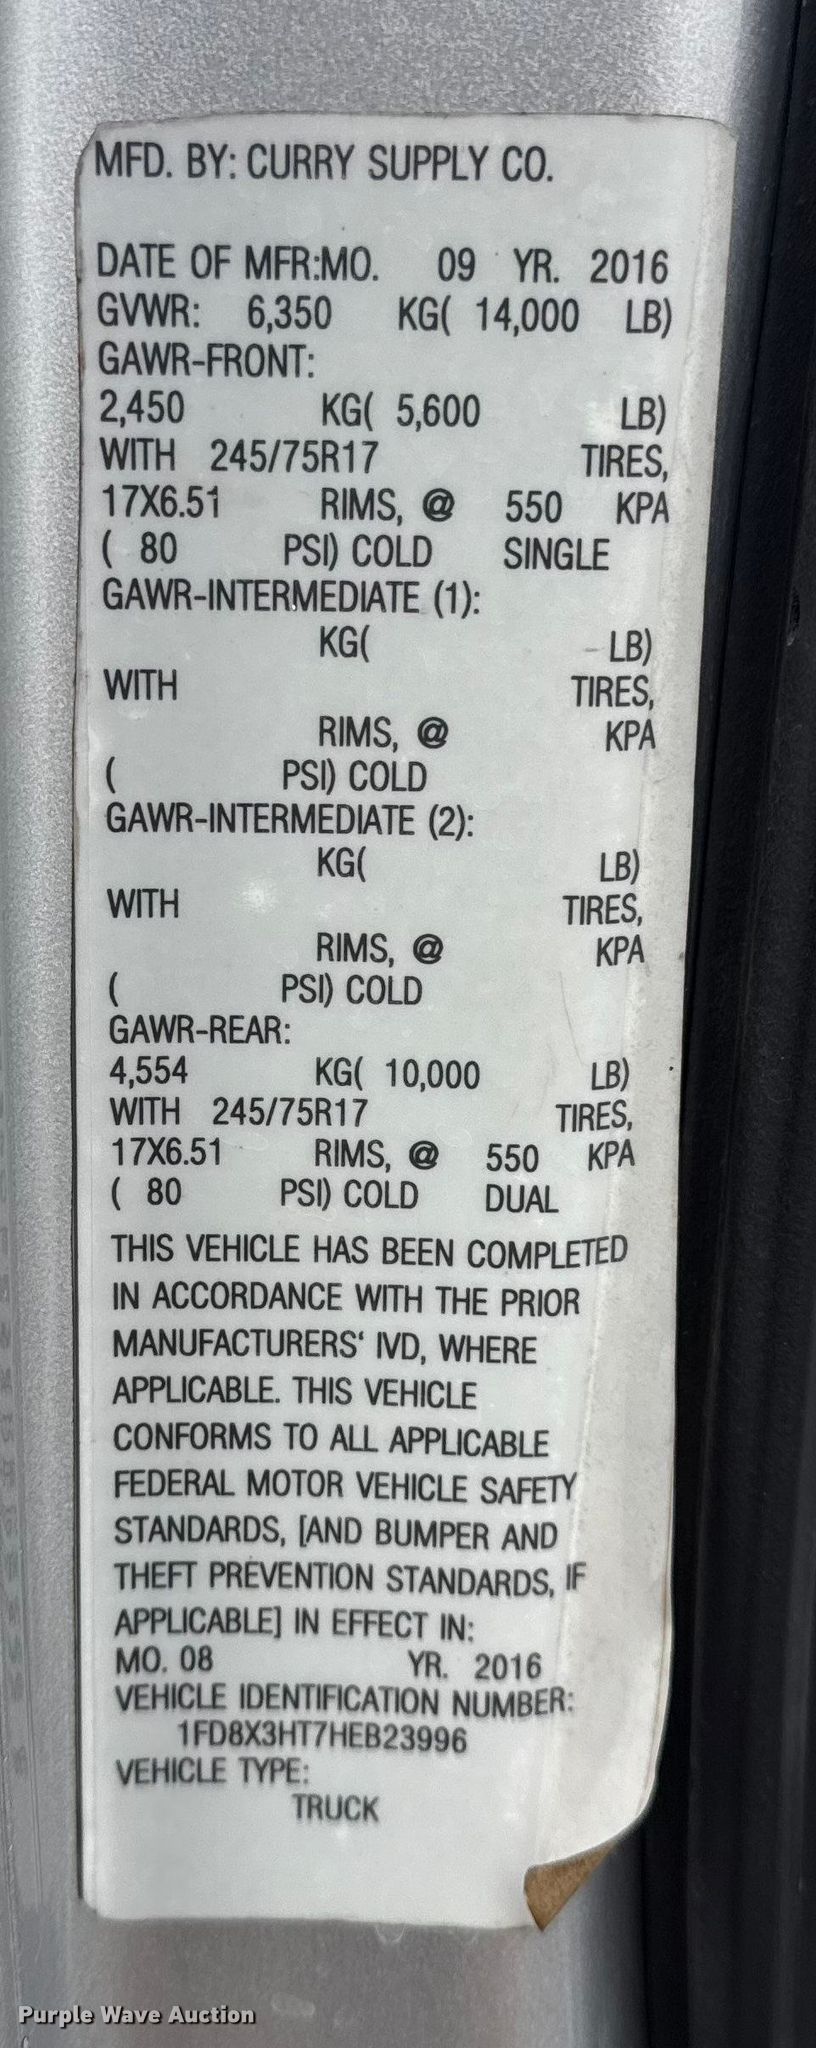 MFD. BY: CURRY SUPPLY CO.
DATE OF MFR:MO. 09 YR. 2016
GVWR: 6,350 KG( 14,000 LB)
GAWR-FRONT:
2,450 KG( 5,600 LB)
WITH 245/75R17 TIRES,
17X6.51 RIMS, @ 550 KPA
( 80 PSI) COLD SINGLE
GAWR-INTERMEDIATE (1):
KG( LB)
WITH TIRES,
RIMS, @ KPA
( PSI) COLD
GAWR-INTERMEDIATE (2):
KG( LB)
WITH TIRES,
RIMS, @ KPA
( PSI) COLD
GAWR-REAR:
4,554 KG( 10,000 LB)
WITH 245/75R17 TIRES,
17X6.51 RIMS, @ 550 KPA
( 80 PSI) COLD DUAL
THIS VEHICLE HAS BEEN COMPLETED
IN ACCORDANCE WITH THE PRIOR
MANUFACTURERS' IVD, WHERE
APPLICABLE. THIS VEHICLE
CONFORMS TO ALL APPLICABLE
FEDERAL MOTOR VEHICLE SAFETY
STANDARDS, [AND BUMPER AND
THEFT PREVENTION STANDARDS, IF
APPLICABLE] IN EFFECT IN:
MO. 08 YR. 2016
VEHICLE IDENTIFICATION NUMBER:
1FD8X3HT7HEB23996
VEHICLE TYPE:
TRUCK
Purple Wave Auction